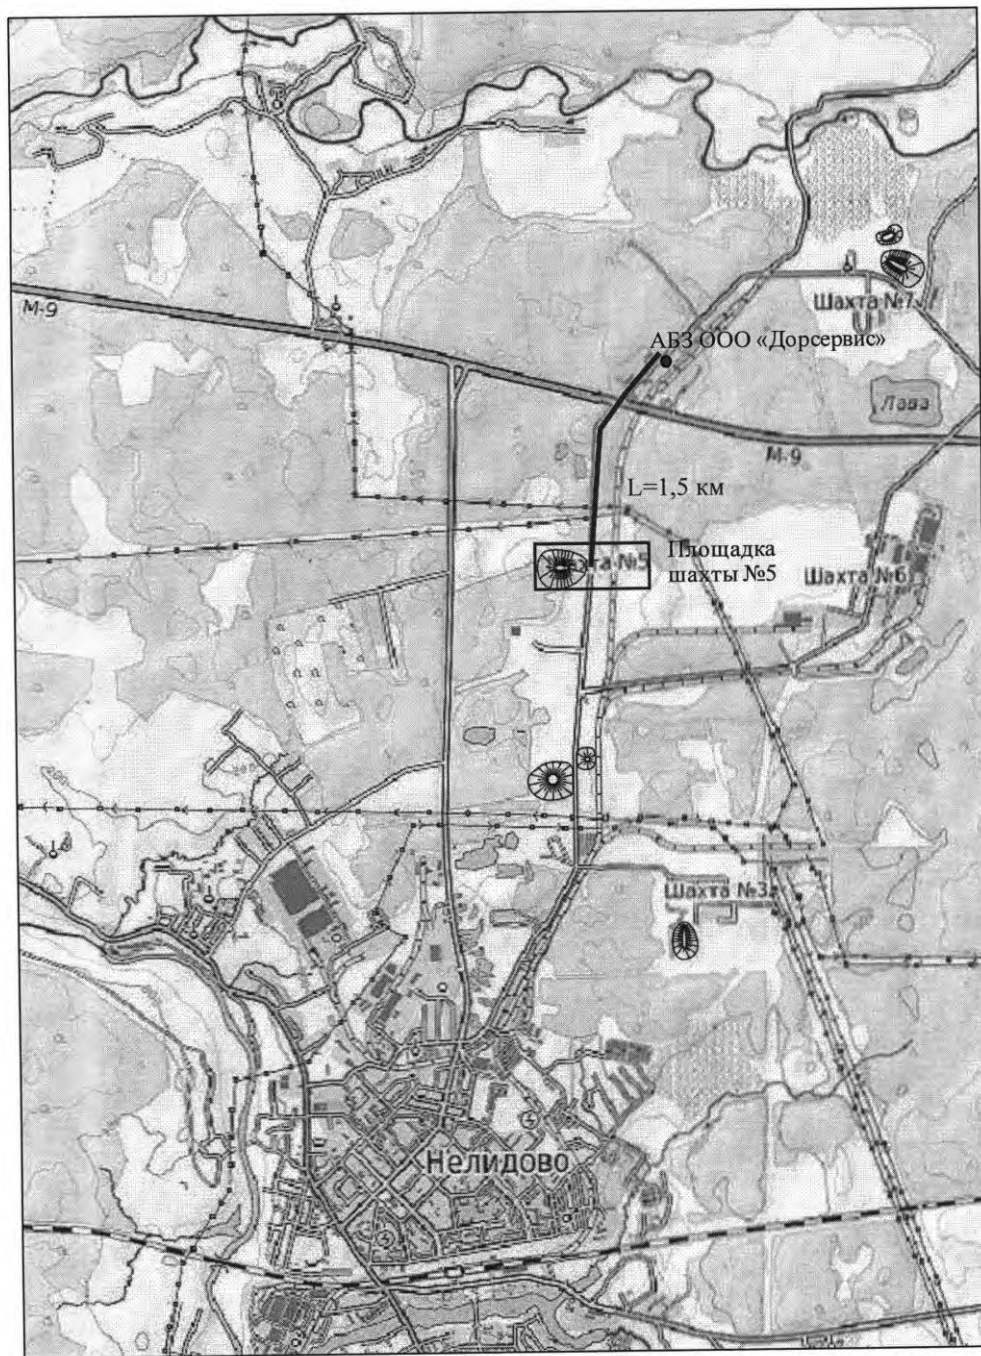 М-9
Шахта №7
АБЗ ООО «Дорсервис»
Лава
М-9
L=1,5 км
Площадка
шахты №5
Шахта №5
Шахта №6
Шахта №3
Нелидово